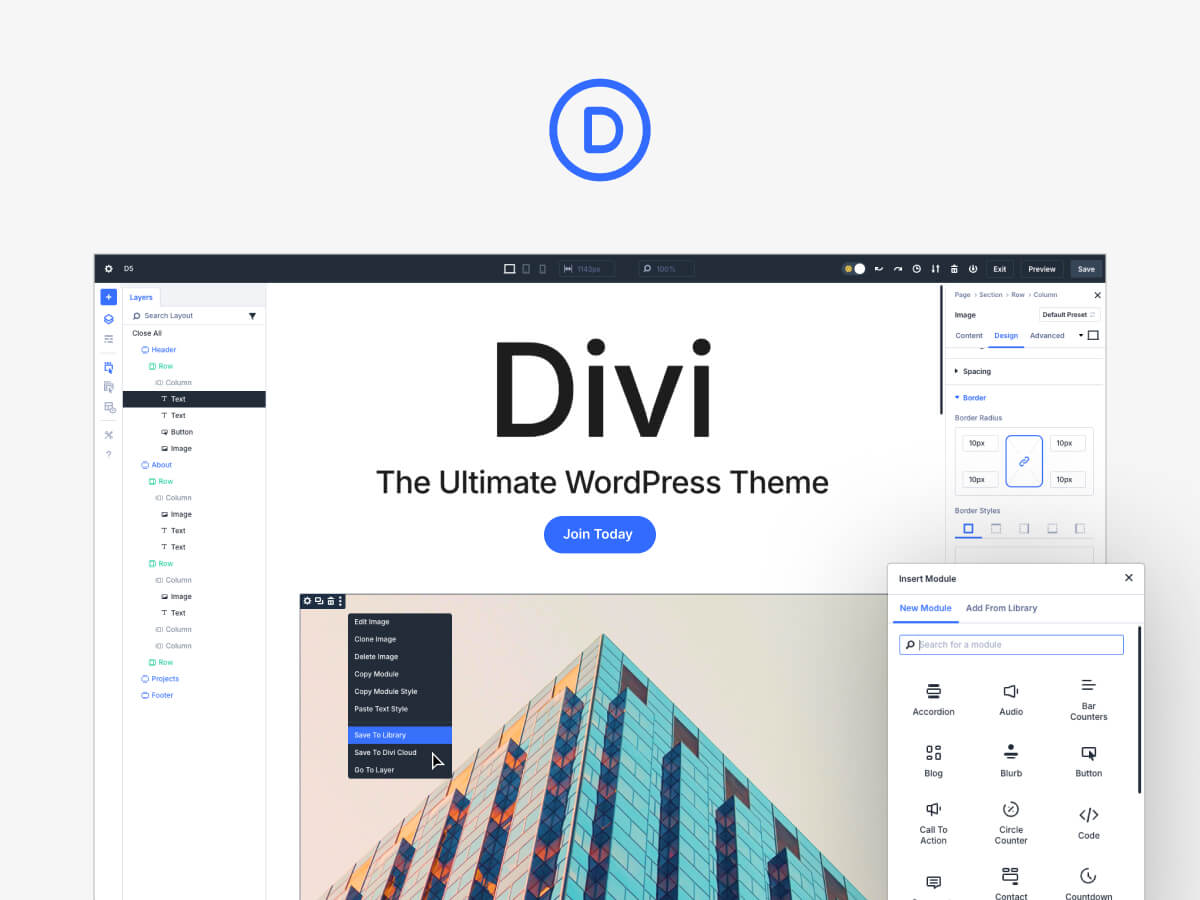 D
D5
1143px
100%
Exit
Preview
Save
Layers
Search Layout
Close All
Header
Row
Column
Text
Text
Button
Image
About
Row
Column
Image
Text
Text
Row
Column
Image
Text
Column
Column
Row
Projects
Footer
?
Divi
The Ultimate WordPress Theme
Join Today
Edit Image
Clone Image
Delete Image
Copy Module
Copy Module Style
Paste Text Style
Save To Library
Save To Divi Cloud
Go To Layer
Page > Section > Row > Column
Image
Default Preset
Content Design Advanced
Spacing
Border
Border Radius
10px
10px
10px
10px
Border Styles
Insert Module
New Module
Add From Library
Search for a module
Accordion
Audio
Bar
Counters
Blog
Blurb
Button
Call To
Action
Circle
Counter
Code
Contact
Countdown